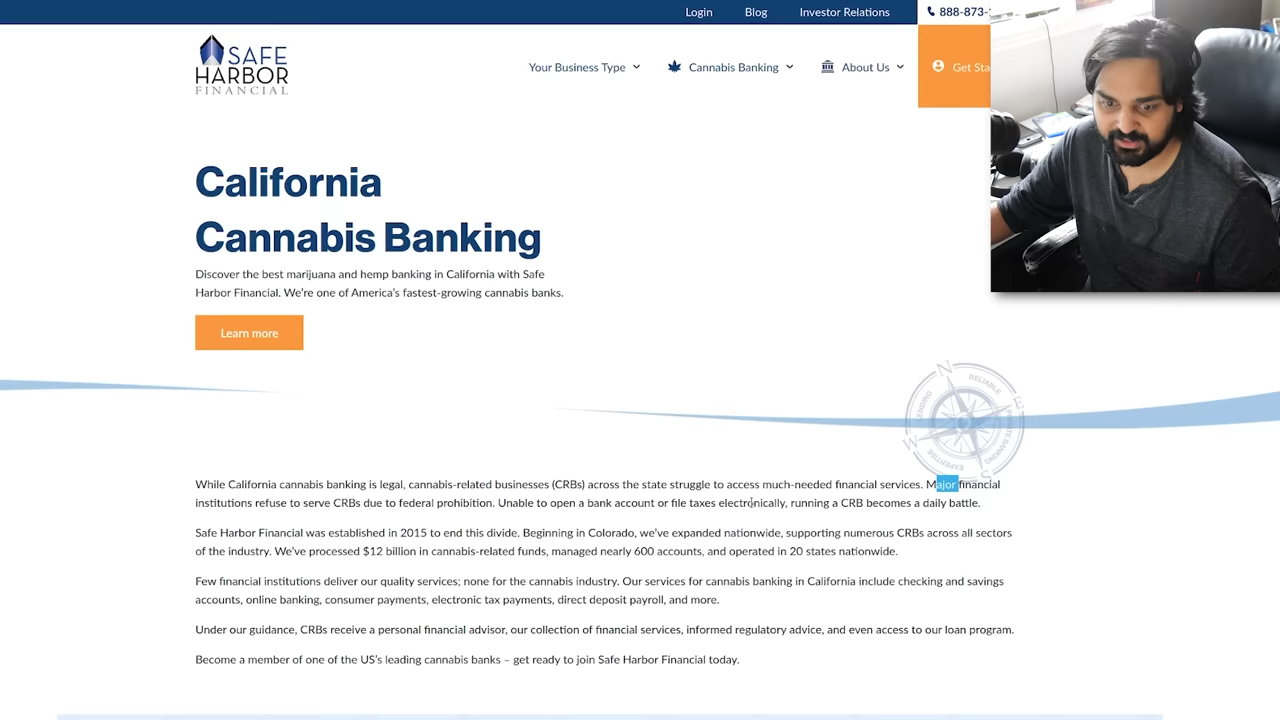 Login Blog Investor Relations 888-873-
SAFE
HARBOR
FINANCIAL
Your Business Type Cannabis Banking About Us Get Sta
California
Cannabis Banking
Discover the best marijuana and hemp banking in California with Safe
Harbor Financial. We’re one of America’s fastest-growing cannabis banks.
Learn more
N
RELIABLE
E
PRIVATE BANKING
S
EXPERTISE
W
LENDING
While California cannabis banking is legal, cannabis-related businesses (CRBs) across the state struggle to access much-needed financial services. Major financial
institutions refuse to serve CRBs due to federal prohibition. Unable to open a bank account or file taxes electronically, running a CRB becomes a daily battle.
Safe Harbor Financial was established in 2015 to end this divide. Beginning in Colorado, we’ve expanded nationwide, supporting numerous CRBs across all sectors
of the industry. We’ve processed $12 billion in cannabis-related funds, managed nearly 600 accounts, and operated in 20 states nationwide.
Few financial institutions deliver our quality services; none for the cannabis industry. Our services for cannabis banking in California include checking and savings
accounts, online banking, consumer payments, electronic tax payments, direct deposit payroll, and more.
Under our guidance, CRBs receive a personal financial advisor, our collection of financial services, informed regulatory advice, and even access to our loan program.
Become a member of one of the US’s leading cannabis banks – get ready to join Safe Harbor Financial today.